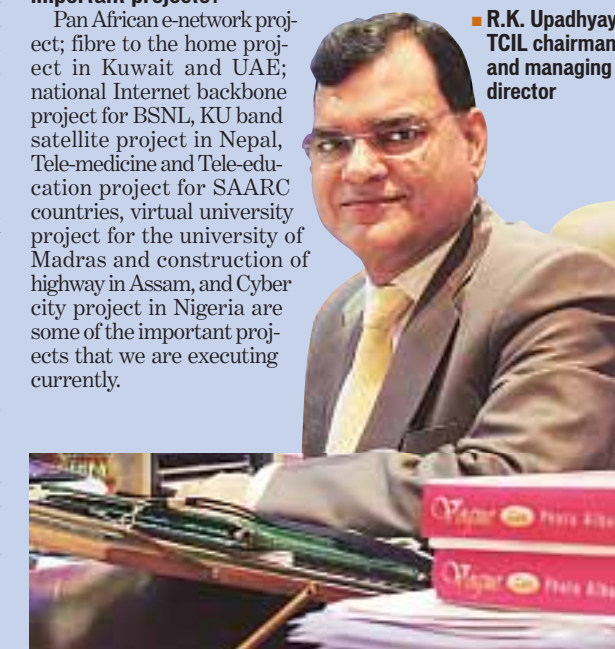 Pan African e-network proj-
ect; fibre to the home proj-
ect in Kuwait and UAE;
national Internet backbone
project for BSNL, KU band
satellite project in Nepal,
Tele-medicine and Tele-edu-
cation project for SAARC
countries, virtual university
project for the university of
Madras and construction of
highway in Assam, and Cyber
city project in Nigeria are
some of the important proj-
ects that we are executing
currently.
■ R.K. Upadhyay
TCIL chairman
and managing
director
Vogue Photo Albu
Vogue Photo Albu